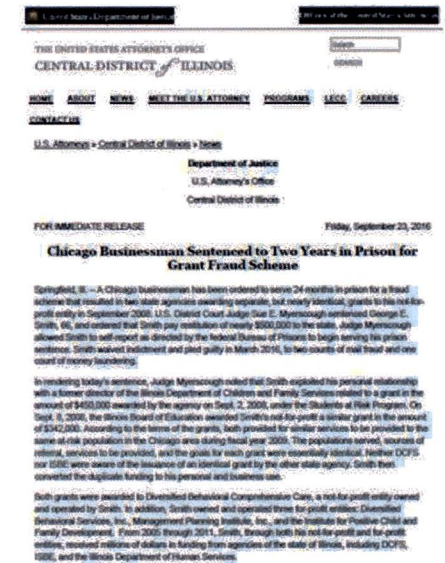 THE UNITED STATES ATTORNEY'S OFFICE
CENTRAL DISTRICT of ILLINOIS
Search
SEARCH
HOME ABOUT NEWS MEET THE U.S. ATTORNEY PROGRAMS LECC CAREERS
CONTACT US
U.S. Attorneys » Central District of Illinois » News
Department of Justice
U.S. Attorney's Office
Central District of Illinois
FOR IMMEDIATE RELEASE Friday, September 23, 2016
Chicago Businessman Sentenced to Two Years in Prison for
Grant Fraud Scheme
Springfield, Ill. – A Chicago businessman has been ordered to serve 24 months in prison for a fraud
scheme that resulted in two state agencies awarding separate, but nearly identical, grants to his not-for-
profit entity in September 2008. U.S. District Court Judge Sue E. Myerscough sentenced George E.
Smith, 66, and ordered that Smith pay restitution of nearly $500,000 to the state. Judge Myerscough
allowed Smith to self-report as directed by the federal Bureau of Prisons to begin serving his prison
sentence. Smith waived indictment and pled guilty in March 2016, to two counts of mail fraud and one
count of money laundering.
In rendering today's sentence, Judge Myerscough noted that Smith exploited his personal relationship
with a former director of the Illinois Department of Children and Family Services related to a grant in the
amount of $450,000 awarded by the agency on Sept. 2, 2008, under the Student at Risk Program. On
Sept. 8, 2008, the Illinois Board of Education awarded Smith's not-for-profit a similar grant in the amount
of $342,000. According to the terms of the grants, both provided for similar services to be provided to the
same at-risk population in the Chicago area during fiscal year 2009. The populations served, sources of
referral, services to be provided, and the goals for each grant were essentially identical. Neither DCFS
nor ISBE were aware of the issuance of an identical grant by the other state agency. Smith then
converted the duplicate funding to his personal and business use.
Both grants were awarded to Diversified Behavioral Comprehensive Care, a not-for-profit entity owned
and operated by Smith. In addition, Smith owned and operated three for-profit entities: Diversified
Behavioral Services, Inc., Management Planning Institute, Inc., and the Institute for Positive Child and
Family Development. From 2008 through 2011, Smith, through both his not-for-profit and for-profit
entities, received millions of dollars in funding from agencies of the state of Illinois, including DCFS,
ISBE, and the Illinois Department of Human Services.